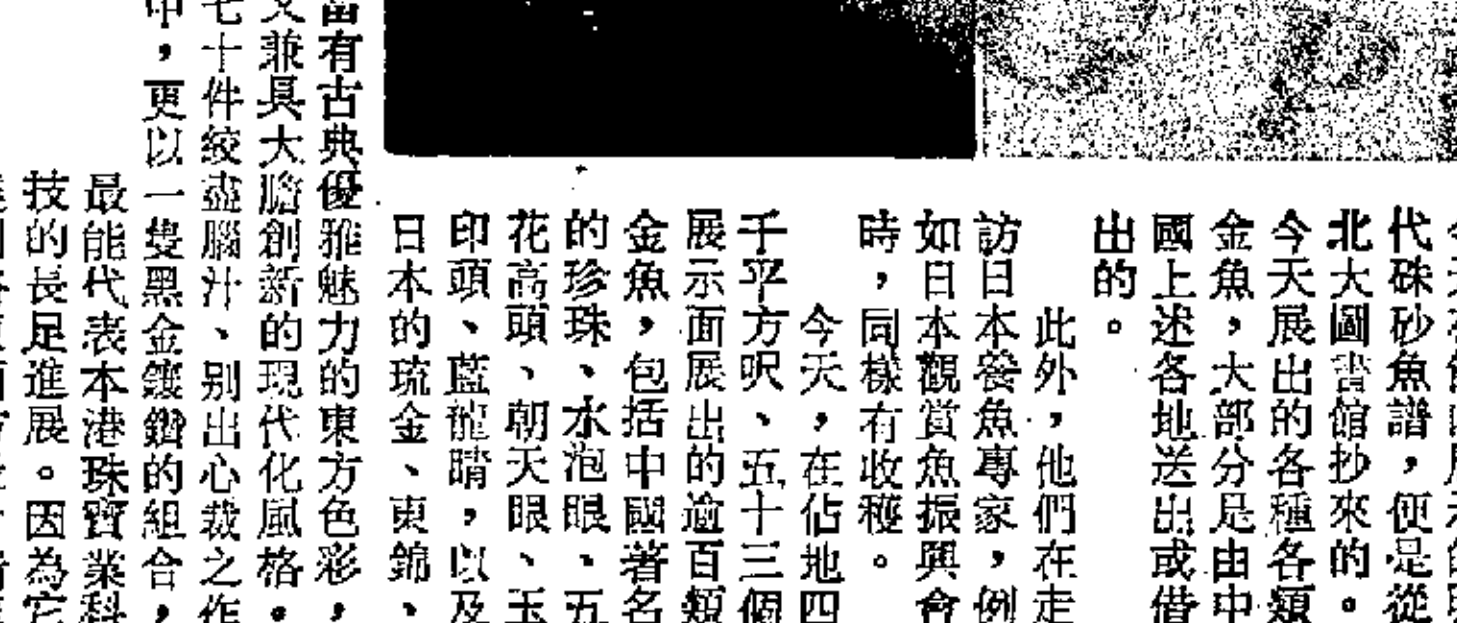 代硃砂魚譜，便是從
北大圖書館抄來的。
今天展出的各種各類
金魚，大部分是由中
國上述各地送出或借
出的。
此外，他們在走
訪日本養魚專家，例
如日本觀賞魚振興會
時，同樣有收穫。
今天，在佔地四
千平方呎、五十三個
展示面展出的逾百類
金魚，包括中國著名
的珍珠、水泡眼、五
花高頭、朝天眼、玉
印頭、藍龍睛，以及
日本的琉金、東錦、
富有古典優雅魅力的東方色彩，
又兼具大膽創新的現代化風格。
七十件絞盡腦汁、別出心裁之作
中，更以一隻黑金鑲鑽的組合，
最能代表本港珠寶業科
技的長足進展。因為它